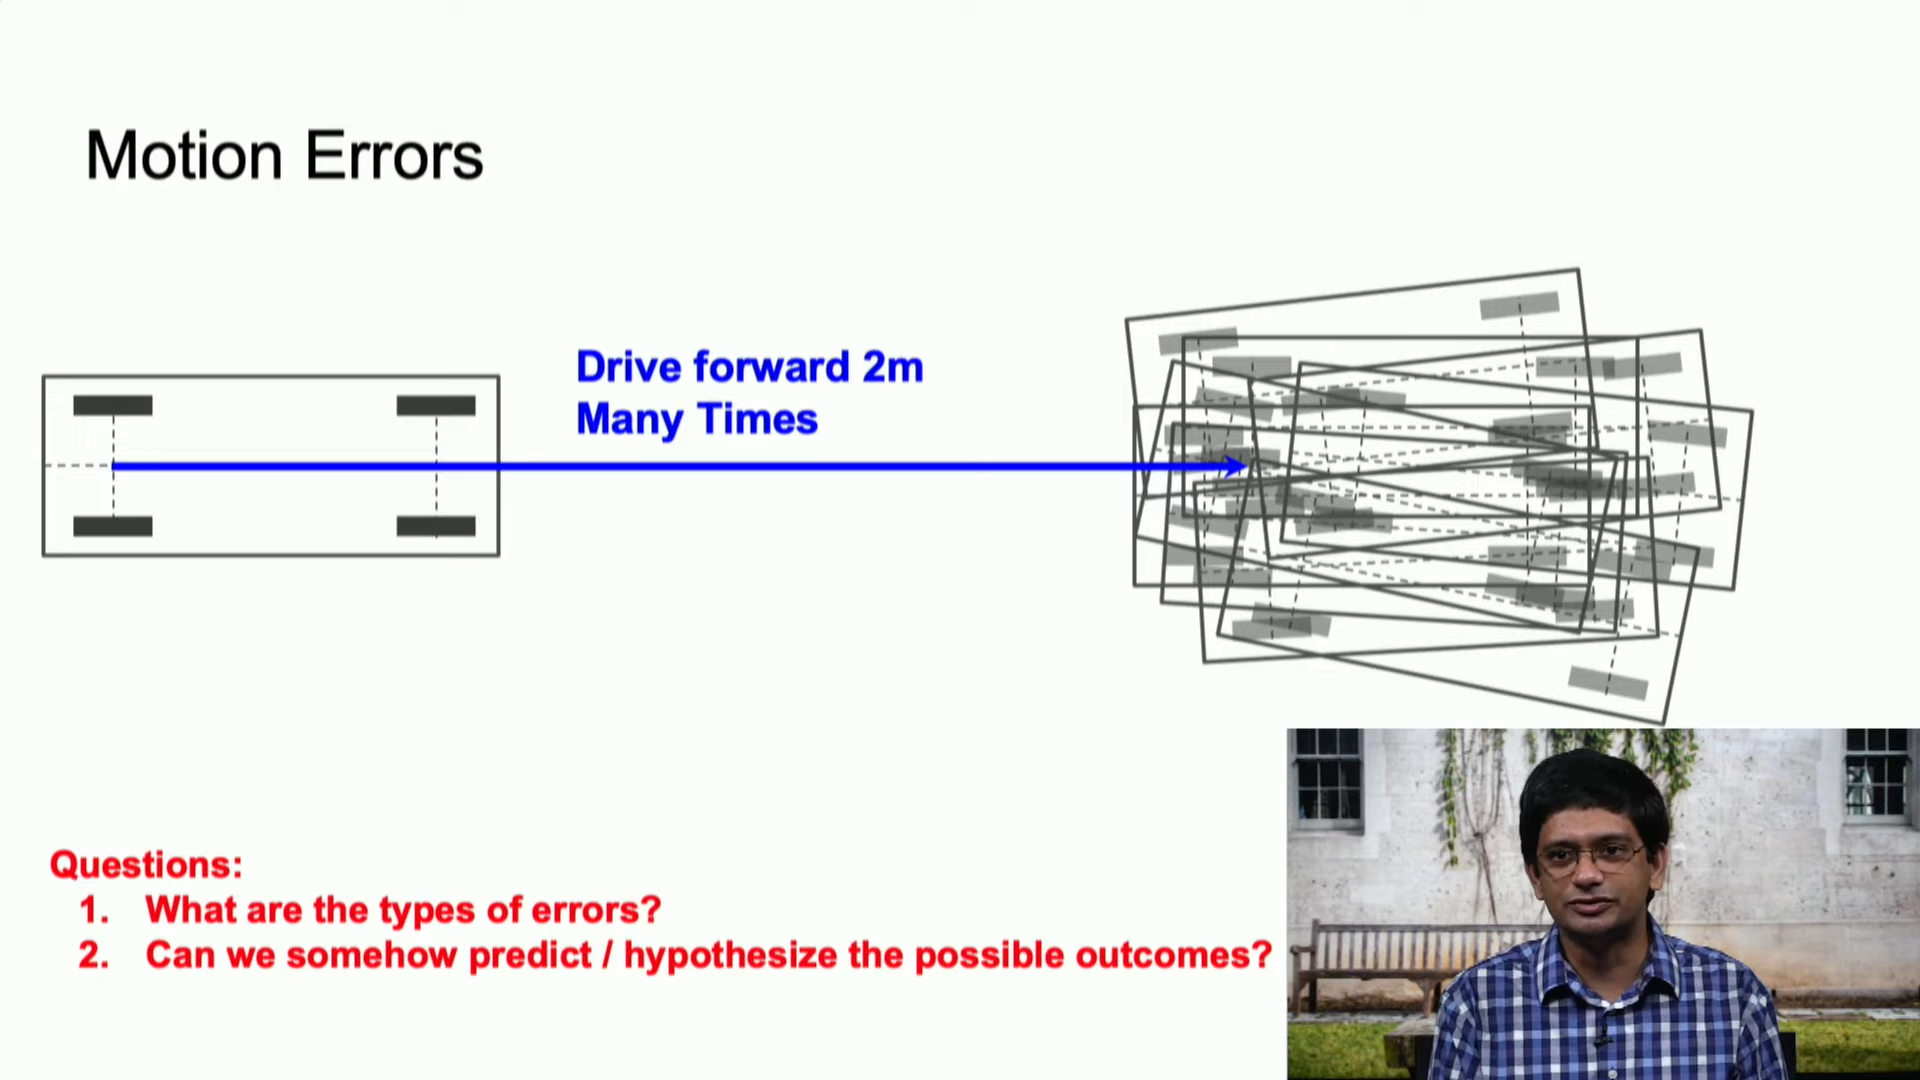 Motion Errors
Drive forward 2m
Many Times
Questions:
1. What are the types of errors?
2. Can we somehow predict / hypothesize the possible outcomes?